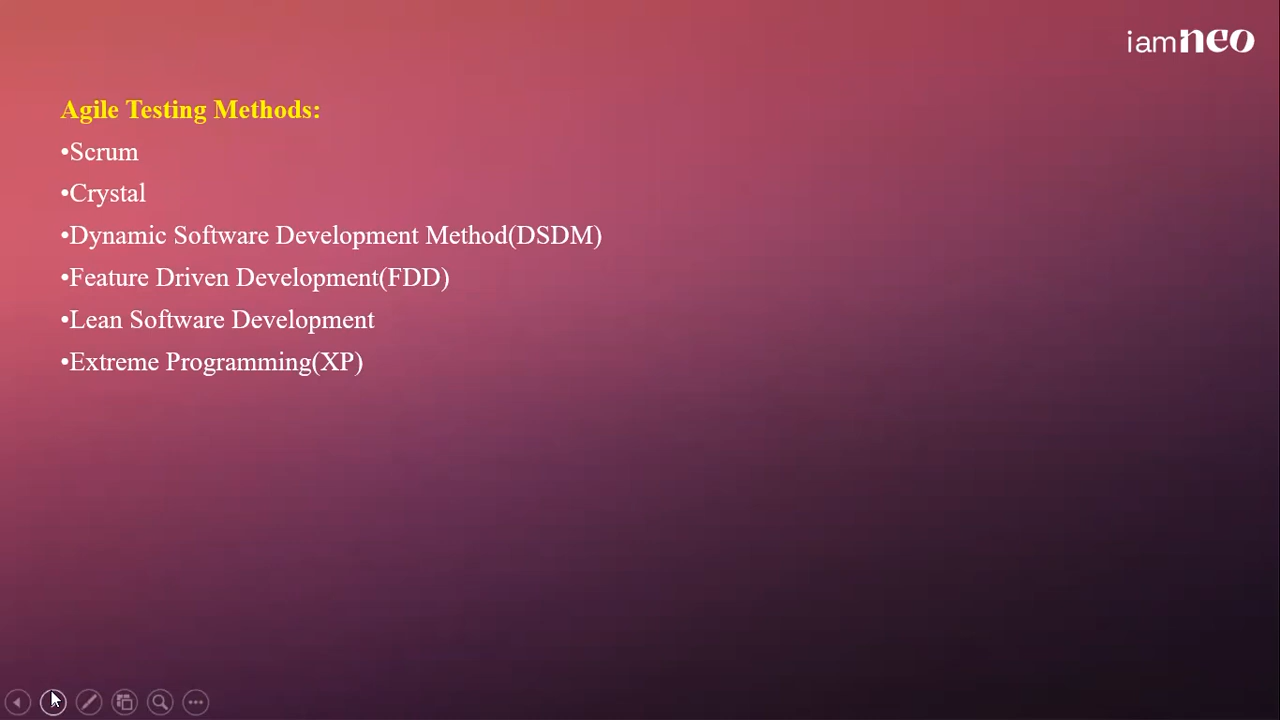 iamneo
Agile Testing Methods:
•Scrum
•Crystal
•Dynamic Software Development Method(DSDM)
•Feature Driven Development(FDD)
•Lean Software Development
•Extreme Programming(XP)